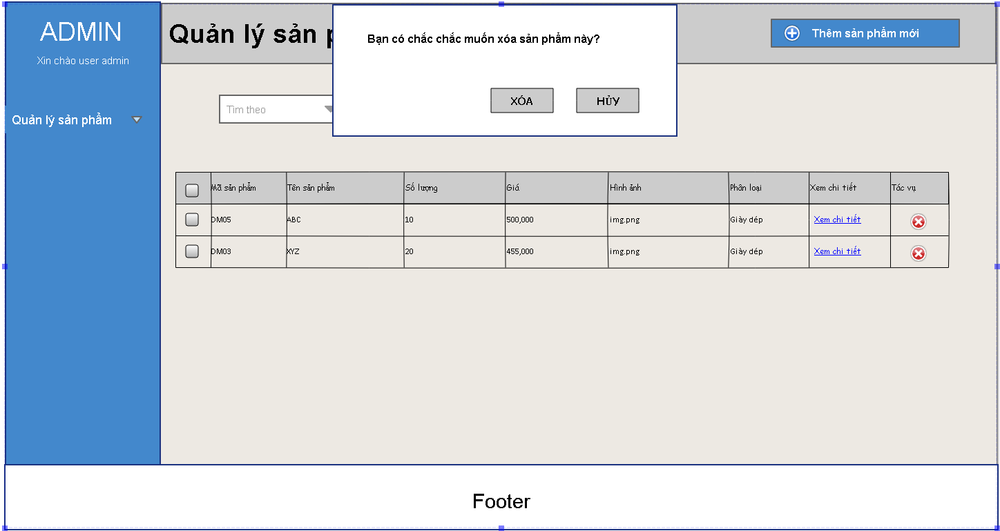 ADMIN
Xin chào user admin
Quản lý sản phẩm
Quản lý sản p
Bạn có chắc chắc muốn xóa sản phẩm này?
XÓA
HỦY
Thêm sản phẩm mới
Tìm theo
Mã sản phẩm Tên sản phẩm Số lượng Giá Hình ảnh Phân loại Xem chi tiết Tác vụ
DM05 ABC 10 500,000 img.png Giày dép Xem chi tiết
DM03 XYZ 20 455,000 img.png Giày dép Xem chi tiết
Footer